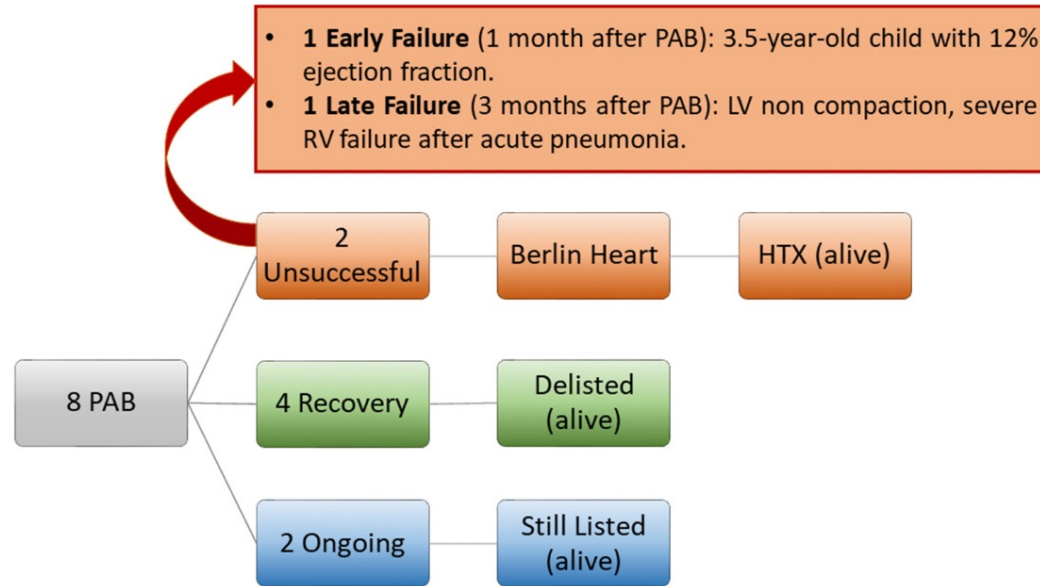 • 1 Early Failure (1 month after PAB): 3.5-year-old child with 12%
ejection fraction.
• 1 Late Failure (3 months after PAB): LV non compaction, severe
RV failure after acute pneumonia.
2
Unsuccessful
Berlin Heart
HTX (alive)
8 PAB
4 Recovery
Delisted
(alive)
2 Ongoing
Still Listed
(alive)